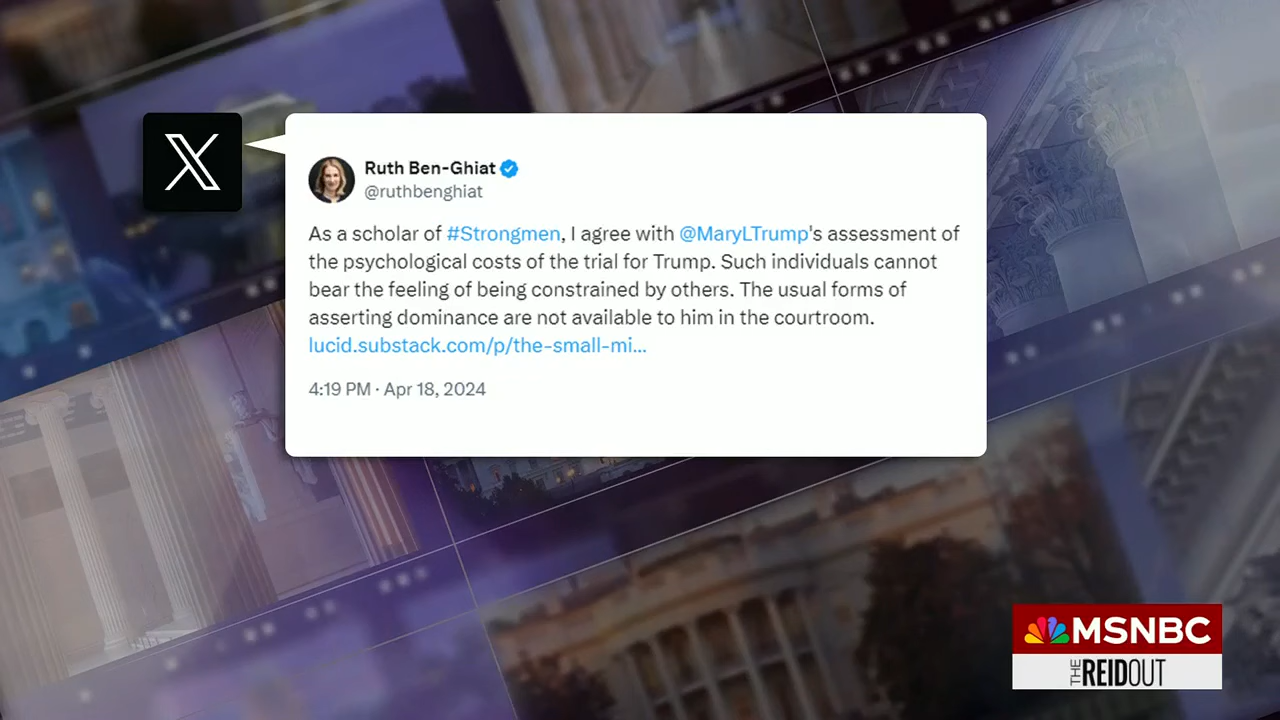 Ruth Ben-Ghiat
@ruthbenghiat
As a scholar of #Strongmen, I agree with @MaryLTrump's assessment of
the psychological costs of the trial for Trump. Such individuals cannot
bear the feeling of being constrained by others. The usual forms of
asserting dominance are not available to him in the courtroom.
lucid.substack.com/p/the-small-mi...
4:19 PM · Apr 18, 2024
MSNBC
THE REIDOUT